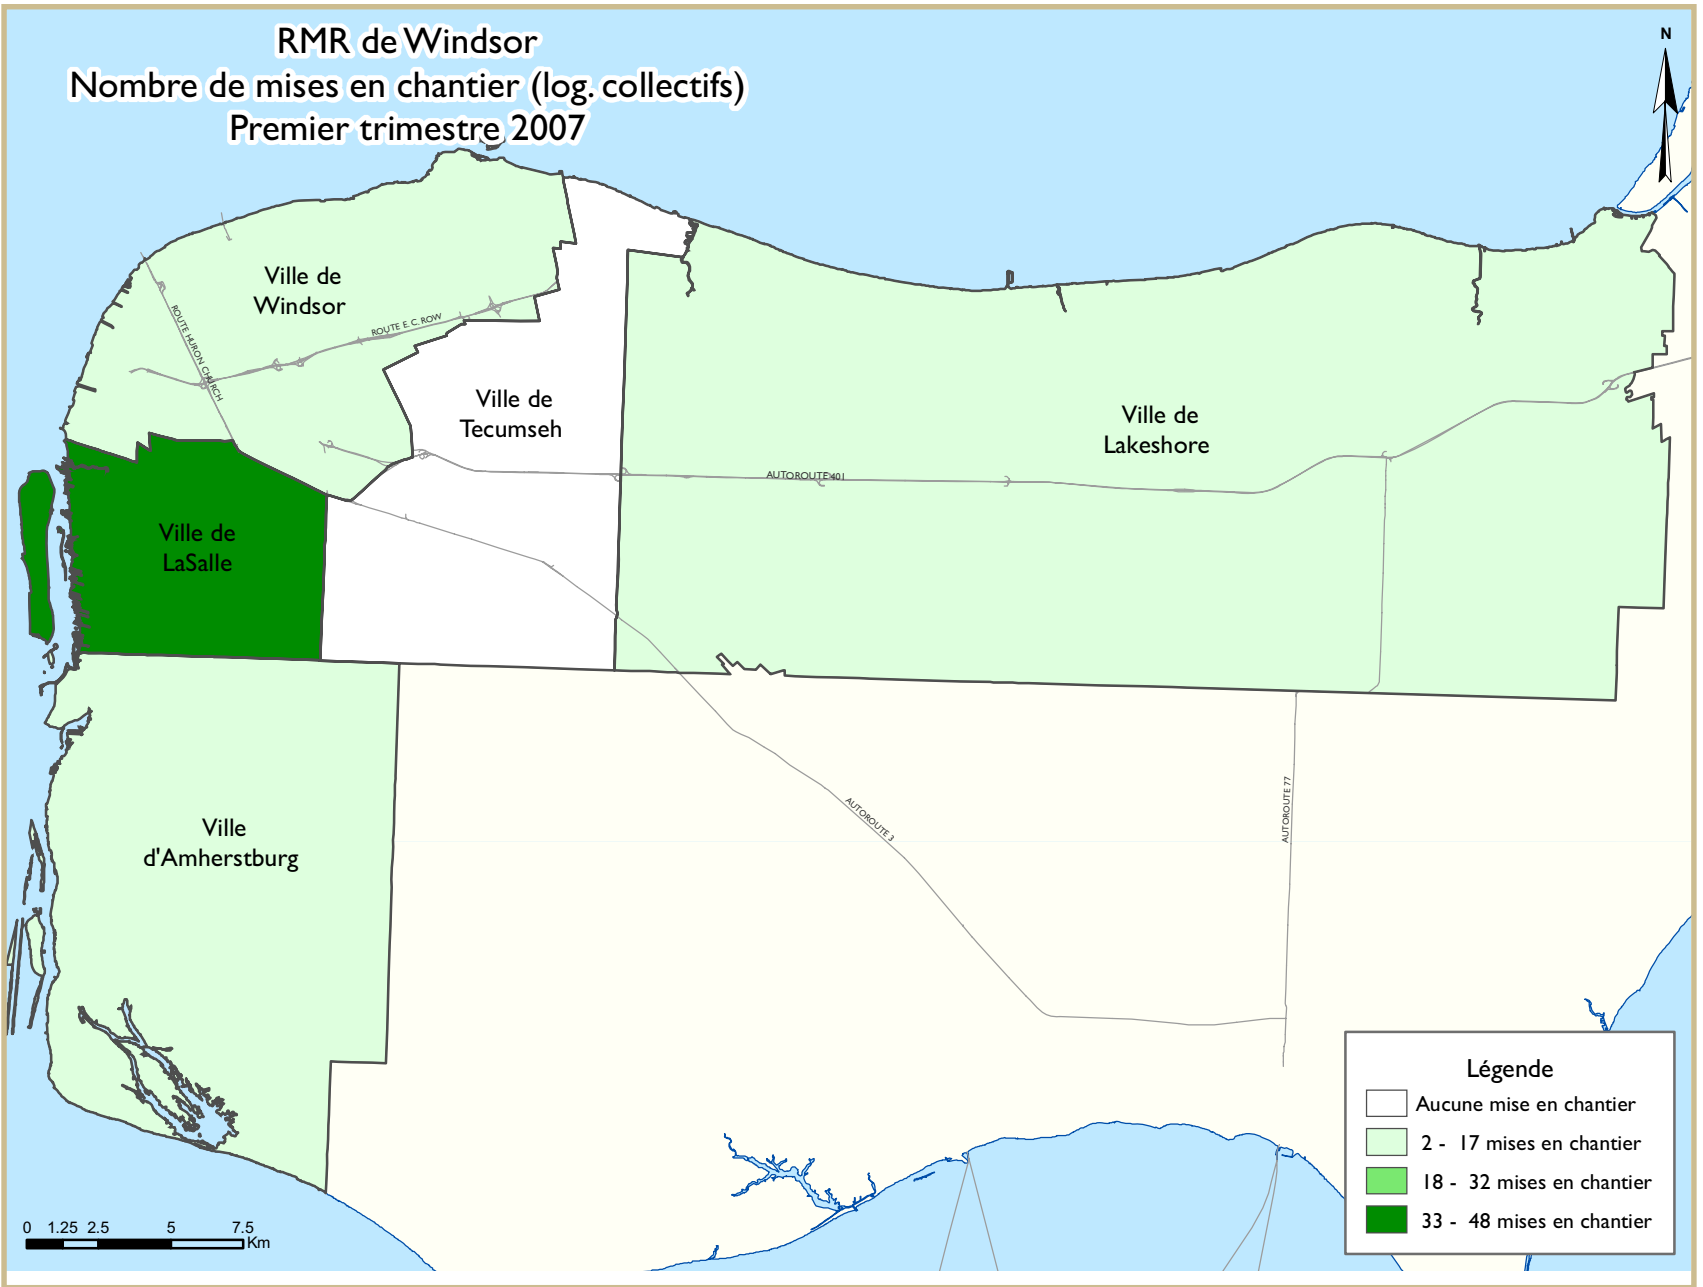 RMR de Windsor
Nombre de mises en chantier (log. collectifs)
Premier trimestre 2007
N
Ville de
Windsor
ROUTE HURON CHURCH
ROUTE E. C. ROW
Ville de
Tecumseh
Ville de
Lakeshore
AUTOROUTE 401
Ville de
LaSalle
Ville
d'Amherstburg
AUTOROUTE 3
AUTOROUTE 77
Légende
Aucune mise en chantier
2 - 17 mises en chantier
18 - 32 mises en chantier
33 - 48 mises en chantier
0 1.25 2.5 5 7.5
Km